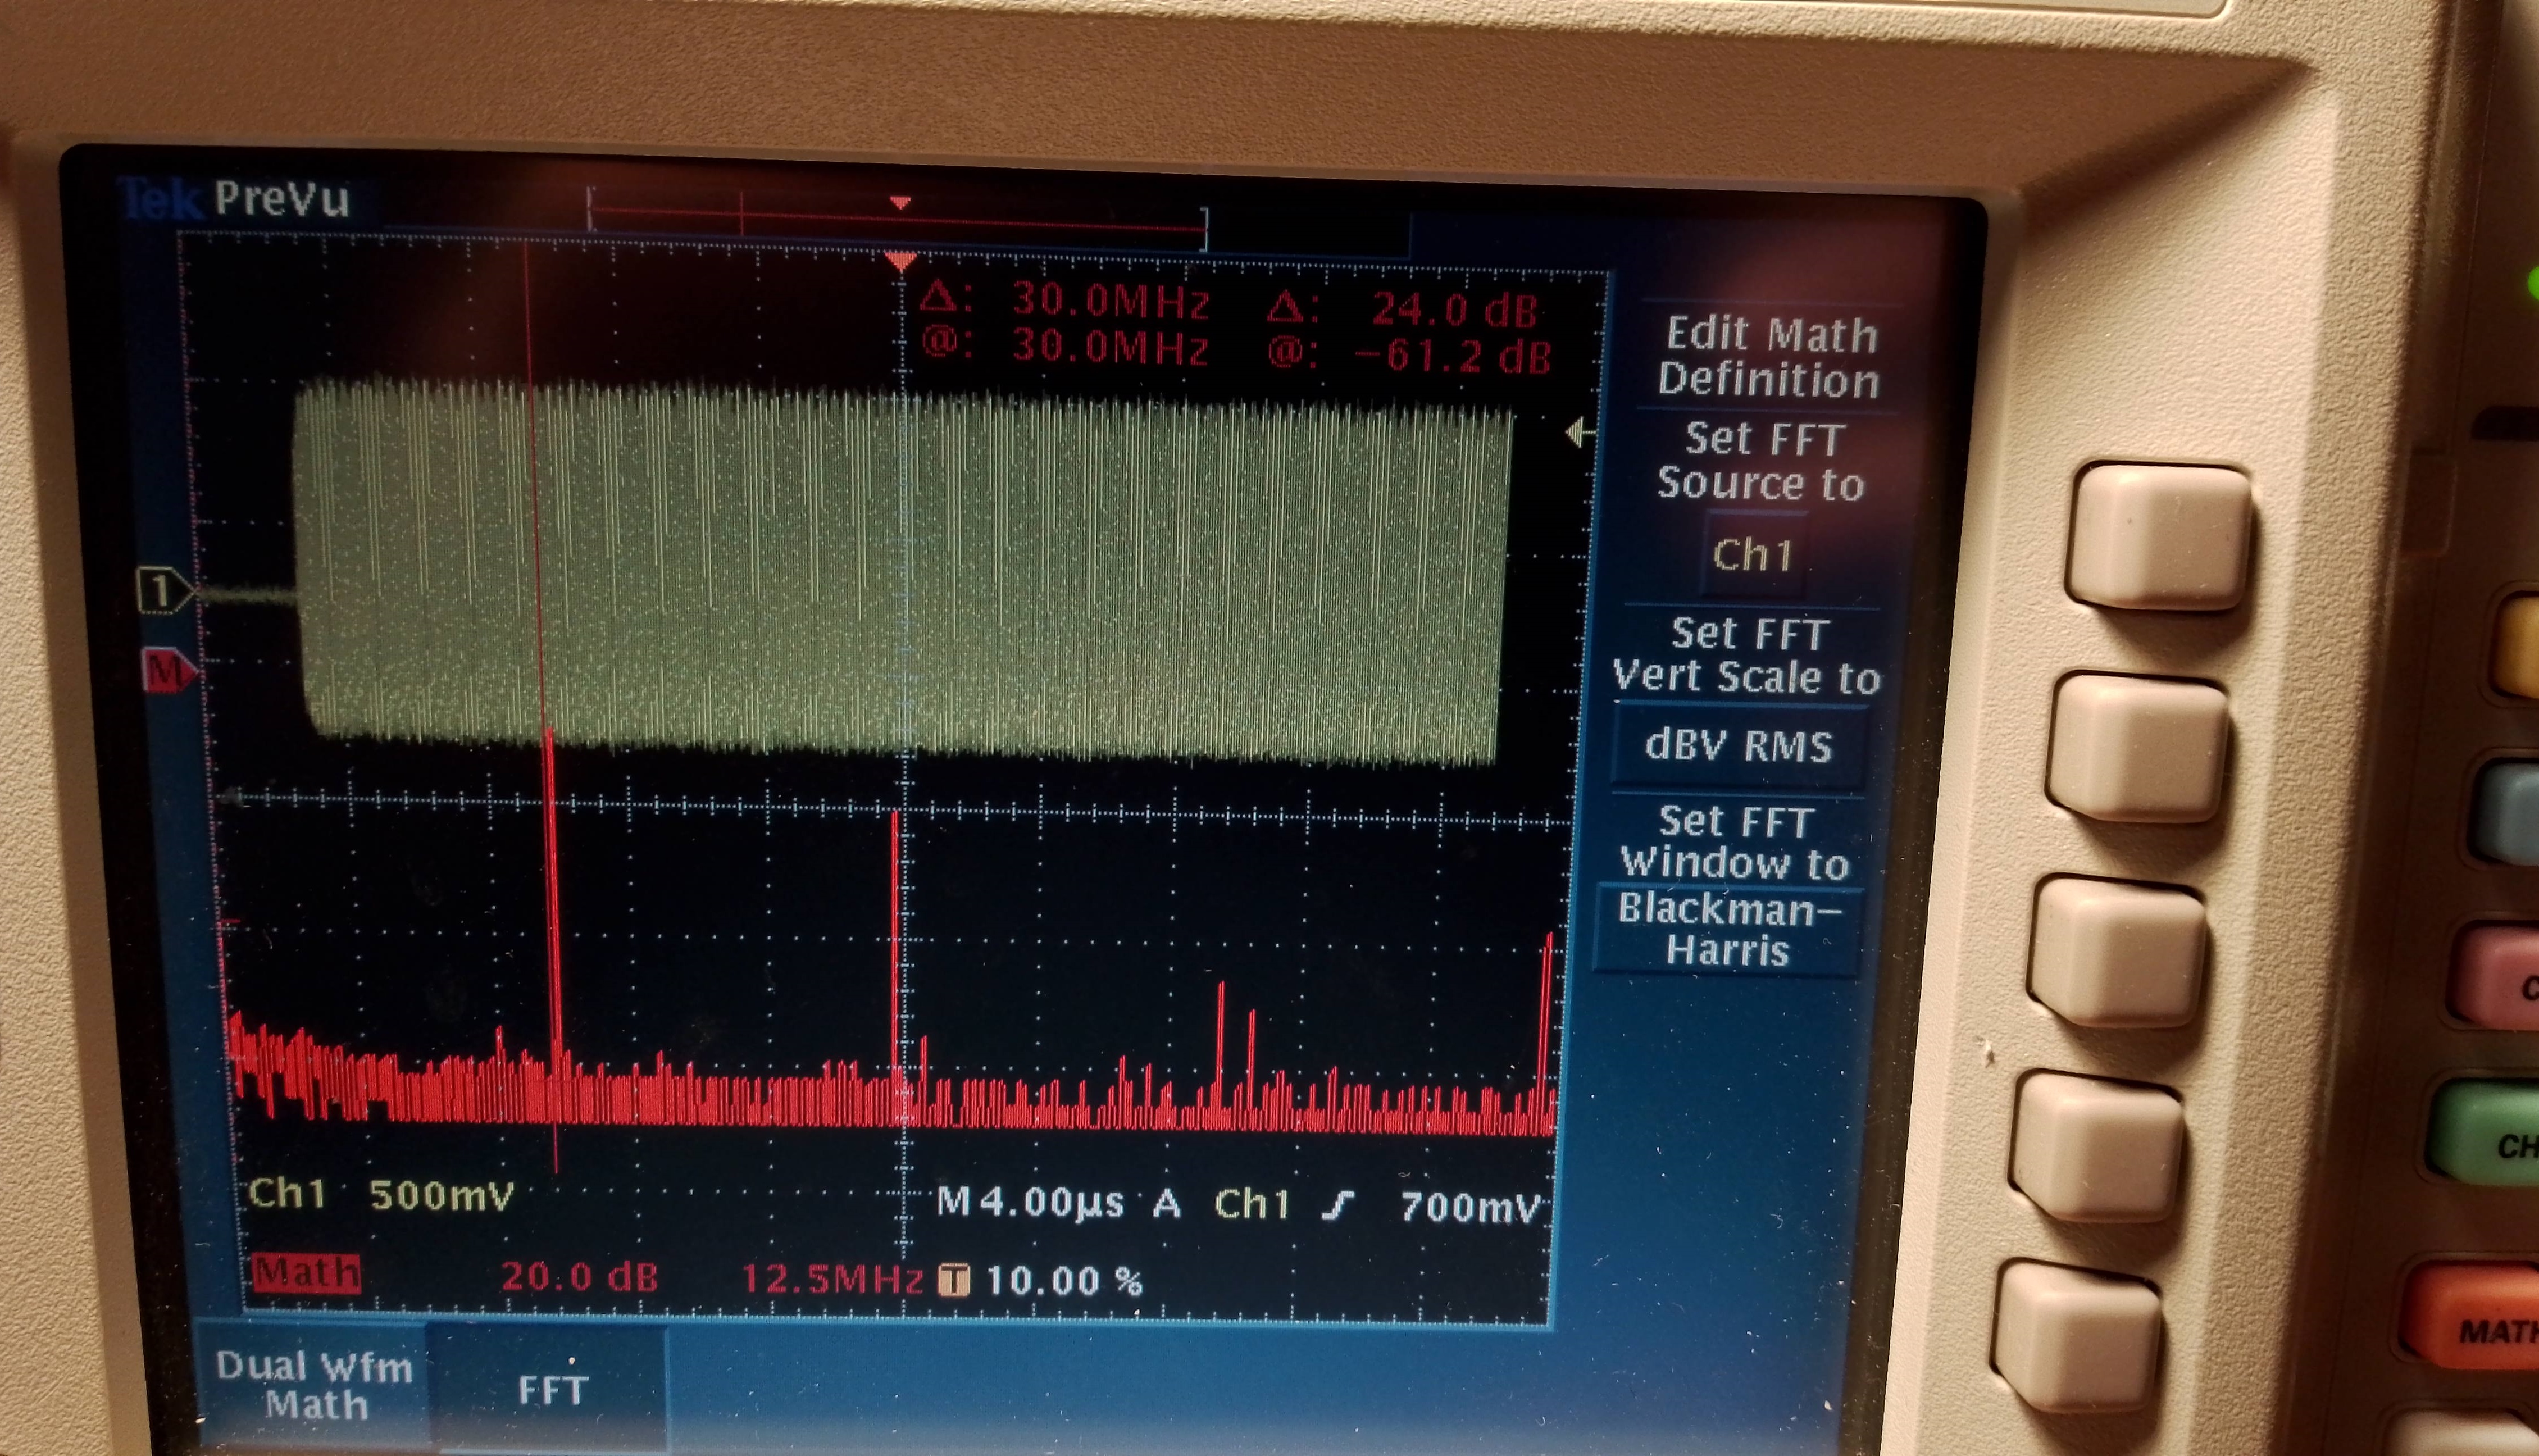 Tek PreVu
Δ: 30.0MHz Δ: 24.0 dB
@: 30.0MHz @: −61.2 dB
1
M
Edit Math
Definition
Set FFT
Source to
Ch1
Set FFT
Vert Scale to
dBV RMS
Set FFT
Window to
Blackman–
Harris
Ch1 500mV M 4.00µs A Ch1 700mV
Math 20.0 dB 12.5MHz T 10.00 %
Dual Wfm
Math
FFT
C
CH
MATH